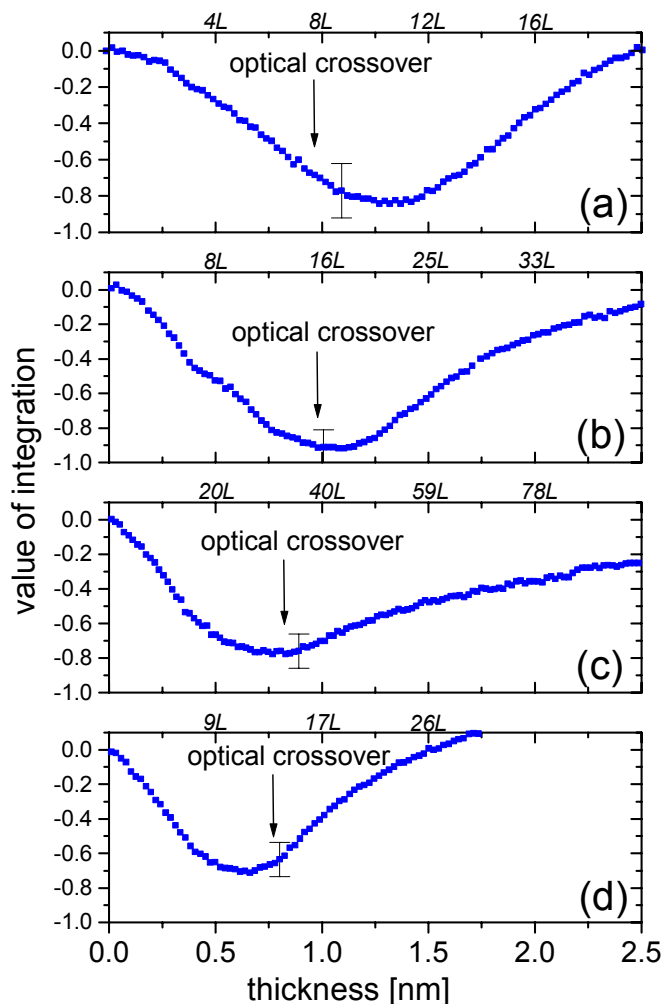 4L 8L 12L 16L
0.0
-0.2
-0.4
-0.6
-0.8
-1.0
optical crossover
(a)
8L 16L 25L 33L
0.0
-0.2
-0.4
-0.6
-0.8
-1.0
optical crossover
(b)
20L 40L 59L 78L
0.0
-0.2
-0.4
-0.6
-0.8
-1.0
optical crossover
(c)
9L 17L 26L
0.0
-0.2
-0.4
-0.6
-0.8
-1.0
optical crossover
(d)
0.0 0.5 1.0 1.5 2.0 2.5
thickness [nm]
value of integration